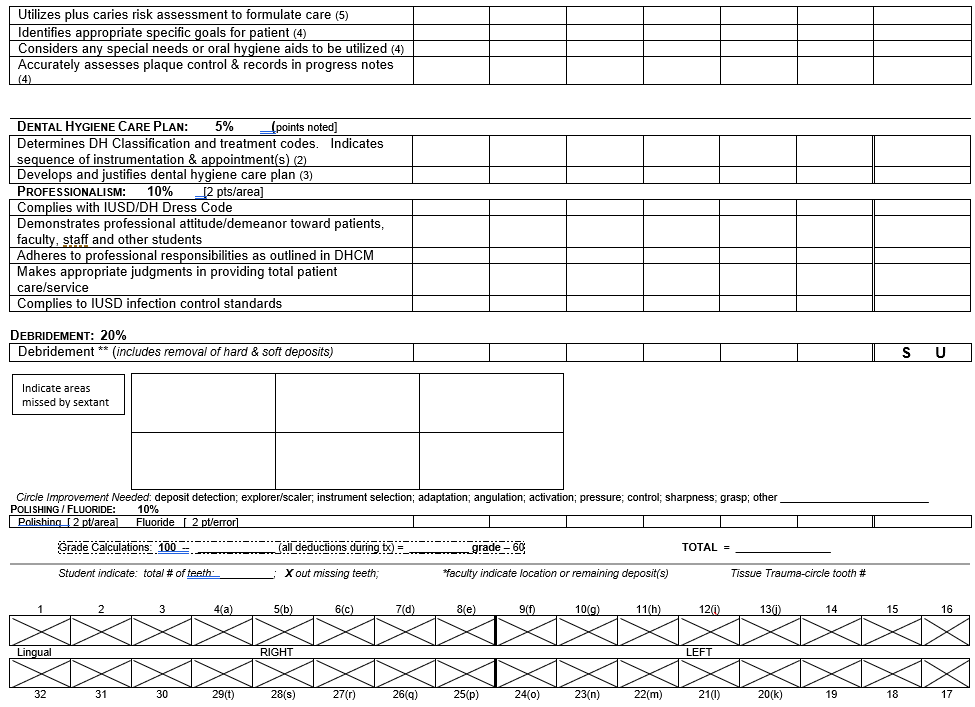 Utilizes plus caries risk assessment to formulate care (5)
Identifies appropriate specific goals for patient (4)
Considers any special needs or oral hygiene aids to be utilized (4)
Accurately assesses plaque control & records in progress notes
(4)
DENTAL HYGIENE CARE PLAN: 5% __(points noted]
Determines DH Classification and treatment codes. Indicates
sequence of instrumentation & appointment(s) (2)
Develops and justifies dental hygiene care plan (3)
PROFESSIONALISM: 10% __[2 pts/area]
Complies with IUSD/DH Dress Code
Demonstrates professional attitude/demeanor toward patients,
faculty, staff and other students
Adheres to professional responsibilities as outlined in DHCM
Makes appropriate judgments in providing total patient
care/service
Complies to IUSD infection control standards
DEBRIDEMENT: 20%
Debridement ** (includes removal of hard & soft deposits) S U
Indicate areas
missed by sextant
Circle Improvement Needed: deposit detection; explorer/scaler; instrument selection; adaptation; angulation; activation; pressure; control; sharpness; grasp; other ____________________
POLISHING / FLUORIDE: 10%
Polishing [ 2 pt/area] Fluoride [ 2 pt/error]
Grade Calculations: 100 -- ____________ (all deductions during tx) = __________ grade – 60 TOTAL = ______________
Student indicate: total # of teeth: _________; X out missing teeth; *faculty indicate location or remaining deposit(s) Tissue Trauma-circle tooth #
1 2 3 4(a) 5(b) 6(c) 7(d) 8(e) 9(f) 10(g) 11(h) 12(i) 13(j) 14 15 16
Lingual RIGHT LEFT
32 31 30 29(t) 28(s) 27(r) 26(q) 25(p) 24(o) 23(n) 22(m) 21(l) 20(k) 19 18 17